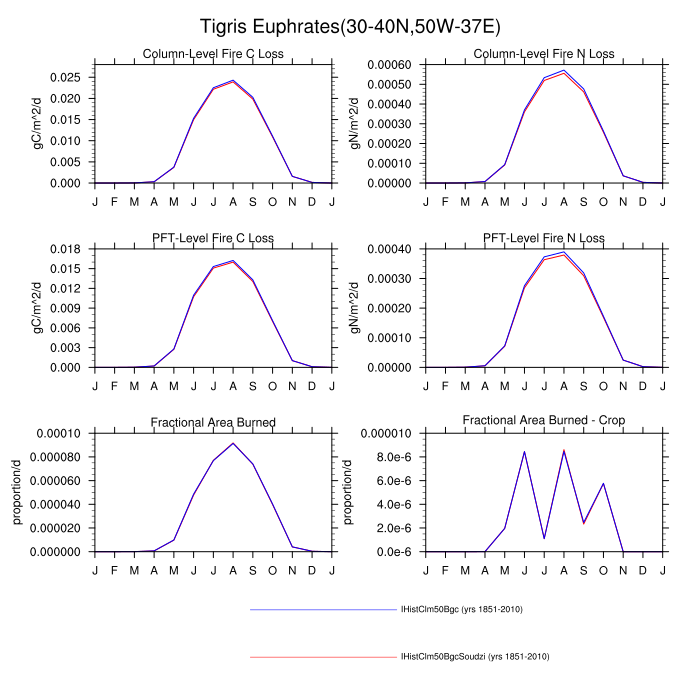 Tigris Euphrates(30-40N,50W-37E)
Column-Level Fire C Loss
gC/m^2/d
0.025
0.020
0.015
0.010
0.005
0.000
J F M A M J J A S O N D J
Column-Level Fire N Loss
gN/m^2/d
0.00060
0.00050
0.00040
0.00030
0.00020
0.00010
0.00000
J F M A M J J A S O N D J
PFT-Level Fire C Loss
gC/m^2/d
0.018
0.015
0.012
0.009
0.006
0.003
0.000
J F M A M J J A S O N D J
PFT-Level Fire N Loss
gN/m^2/d
0.00040
0.00030
0.00020
0.00010
0.00000
J F M A M J J A S O N D J
Fractional Area Burned
proportion/d
0.00010
0.000080
0.000060
0.000040
0.000020
0.000000
J F M A M J J A S O N D J
Fractional Area Burned - Crop
proportion/d
0.000010
8.0e-6
6.0e-6
4.0e-6
2.0e-6
0.0e-6
J F M A M J J A S O N D J
IHistClm50Bgc (yrs 1851-2010)
IHistClm50BgcSoudzi (yrs 1851-2010)